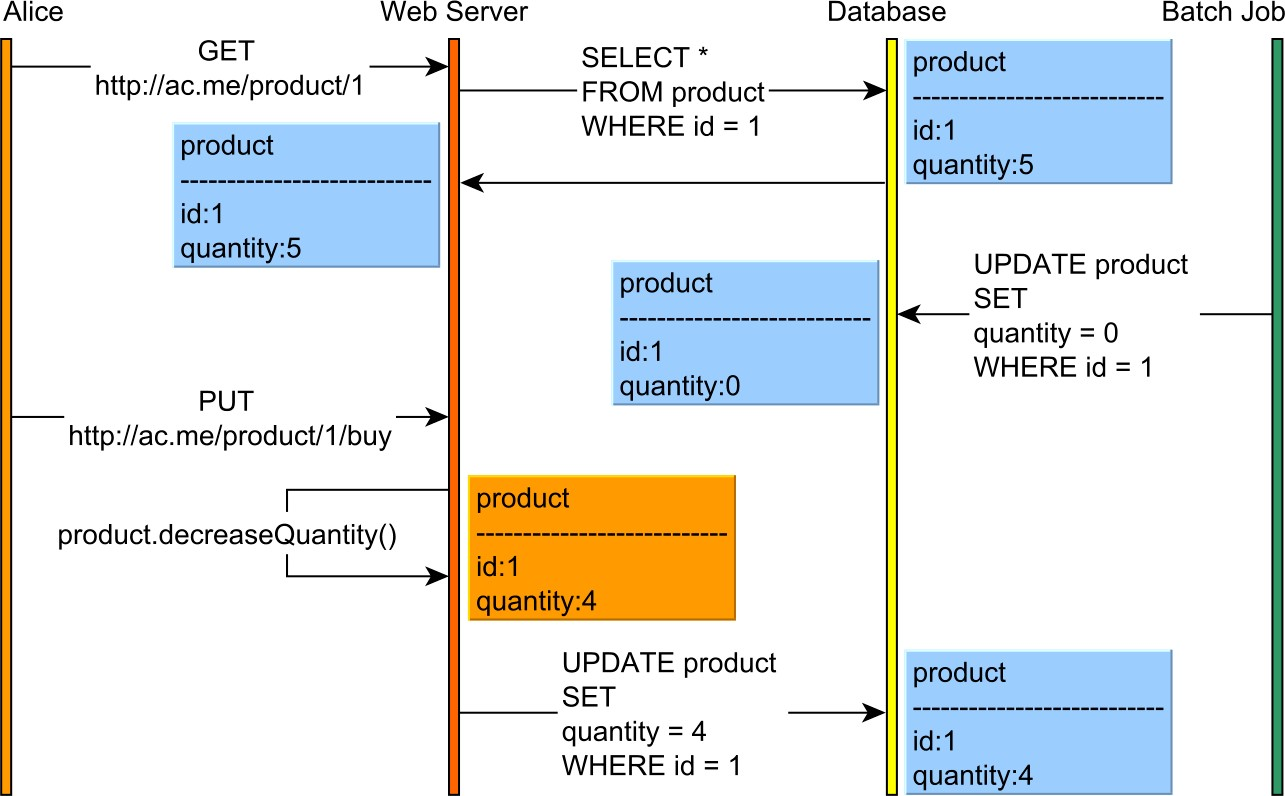 Alice
Web Server
Database
Batch Job
GET
http://ac.me/product/1
SELECT *
FROM product
WHERE id = 1
product
---------------------------
id:1
quantity:5
product
---------------------------
id:1
quantity:5
UPDATE product
SET
quantity = 0
WHERE id = 1
product
---------------------------
id:1
quantity:0
PUT
http://ac.me/product/1/buy
product.decreaseQuantity()
product
---------------------------
id:1
quantity:4
UPDATE product
SET
quantity = 4
WHERE id = 1
product
---------------------------
id:1
quantity:4